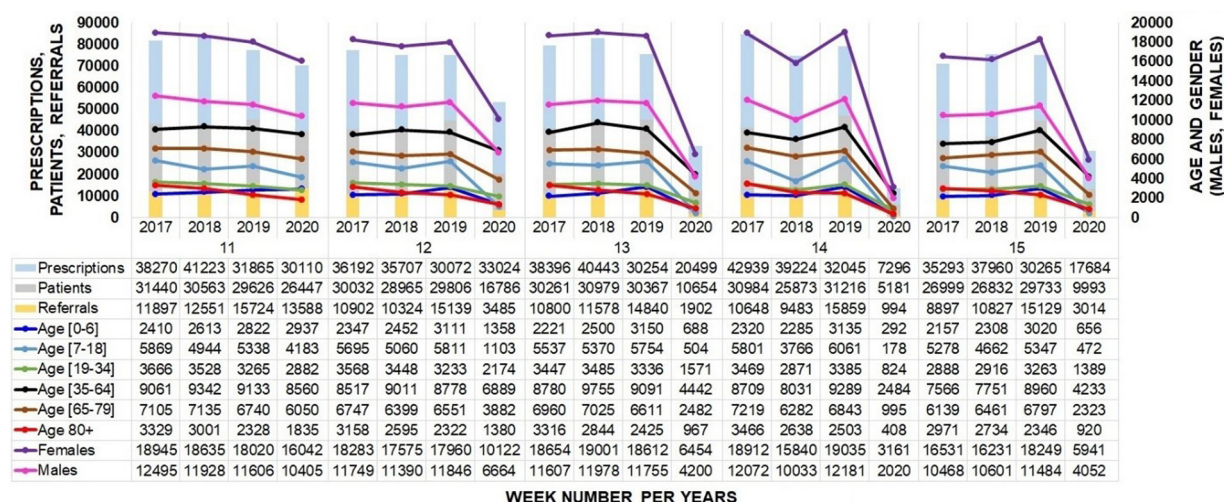 PRESCRIPTIONS,
PATIENTS, REFERRALS
90000
80000
70000
60000
50000
40000
30000
20000
10000
0
20000
18000
16000
14000
12000
10000
8000
6000
4000
2000
0
AGE AND GENDER
(MALES, FEMALES)
2017 2018 2019 2020 2017 2018 2019 2020 2017 2018 2019 2020 2017 2018 2019 2020 2017 2018 2019 2020
11 12 13 14 15
Prescriptions 38270 41223 31865 30110 36192 35707 30072 33024 38396 40443 30254 20499 42939 39224 32045 7296 35293 37960 30265 17684
Patients 31440 30563 29626 26447 30032 28965 29806 16786 30261 30979 30367 10654 30984 25873 31216 5181 26999 26832 29733 9993
Referrals 11897 12551 15724 13588 10902 10324 15139 3485 10800 11578 14840 1902 10648 9483 15859 994 8897 10827 15129 3014
Age [0-6] 2410 2613 2822 2937 2347 2452 3111 1358 2221 2500 3150 688 2320 2285 3135 292 2157 2308 3020 656
Age [7-18] 5869 4944 5338 4183 5695 5060 5811 1103 5537 5370 5754 504 5801 3766 6061 178 5278 4662 5347 472
Age [19-34] 3666 3528 3265 2882 3568 3448 3233 2174 3447 3485 3336 1571 3469 2871 3385 824 2888 2916 3263 1389
Age [35-64] 9061 9342 9133 8560 8517 9011 8778 6889 8780 9755 9091 4442 8709 8031 9289 2484 7566 7751 8960 4233
Age [65-79] 7105 7135 6740 6050 6747 6399 6551 3882 6960 7025 6611 2482 7219 6282 6843 995 6139 6461 6797 2323
Age 80+ 3329 3001 2328 1835 3158 2595 2322 1380 3316 2844 2425 967 3466 2638 2503 408 2971 2734 2346 920
Females 18945 18635 18020 16042 18283 17575 17960 10122 18654 19001 18612 6454 18912 15840 19035 3161 16531 16231 18249 5941
Males 12495 11928 11606 10405 11749 11390 11846 6664 11607 11978 11755 4200 12072 10033 12181 2020 10468 10601 11484 4052
WEEK NUMBER PER YEARS